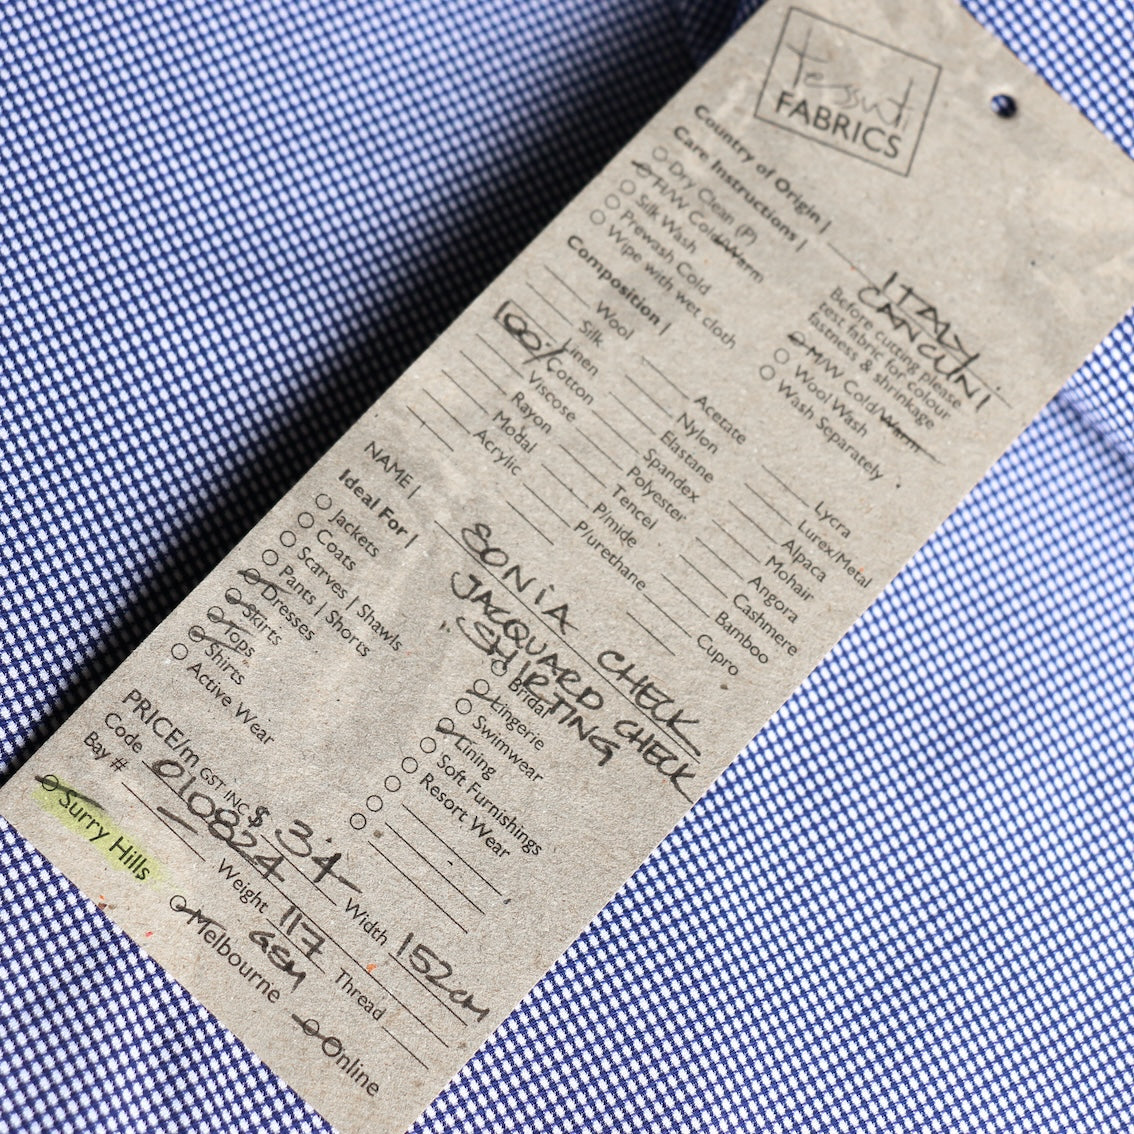 Tessuti
FABRICS
Country of Origin | ITALY
CANCLINI
Care Instructions |
Dry Clean (P)
H/W Cold/Warm
Silk Wash
Prewash Cold
Wipe with wet cloth
Before cutting please
test fabric for colour
fastness & shrinkage
M/W Cold/Warm
Wool Wash
Wash Separately
Composition |
Wool
Silk
Linen
100% Cotton
Viscose
Rayon
Modal
Acrylic
Acetate
Nylon
Elastane
Spandex
Polyester
Tencel
P/mide
P/urethane
Lycra
Lurex/Metal
Alpaca
Mohair
Angora
Cashmere
Bamboo
Cupro
NAME | SONIA CHECK
JACQUARD CHECK
SHIRTING
Ideal For |
Jackets
Coats
Scarves | Shawls
Pants | Shorts
Dresses
Skirts
Tops
Shirts
Active Wear
Bridal
Lingerie
Swimwear
Lining
Soft Furnishings
Resort Wear
PRICE/m GST INC $ 34-
Code 010824 Width 152cm
Bay # Weight 117 GSM Thread
Surry Hills Melbourne Online